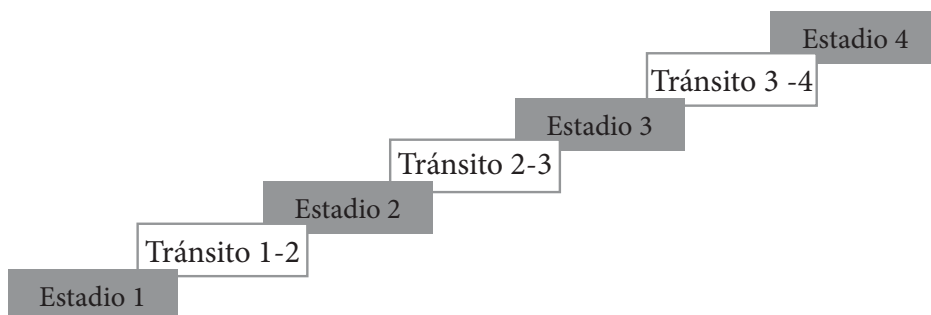 Estadio 4
Tránsito 3 -4
Estadio 3
Tránsito 2-3
Estadio 2
Tránsito 1-2
Estadio 1